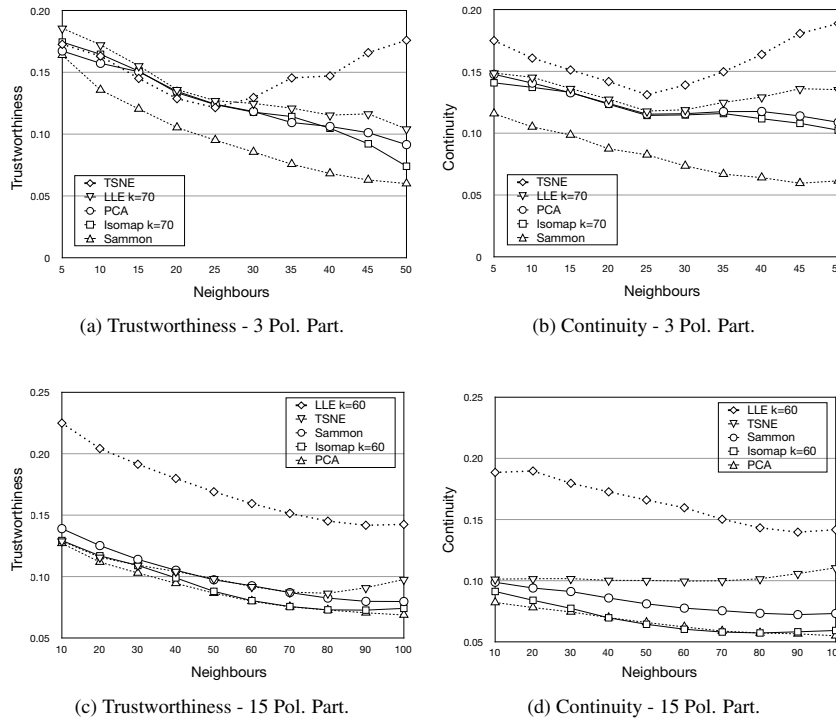 0.20
0.15
0.10
0.05
0
Trustworthiness
TSNE
LLE k=70
PCA
Isomap k=70
Sammon
5 10 15 20 25 30 35 40 45 50
Neighbours
(a) Trustworthiness - 3 Pol. Part.
0.20
0.15
0.10
0.05
0
Continuity
TSNE
LLE k=70
PCA
Isomap k=70
Sammon
5 10 15 20 25 30 35 40 45 5
Neighbours
(b) Continuity - 3 Pol. Part.
0.25
0.20
0.15
0.10
0.05
Trustworthiness
LLE k=60
TSNE
Sammon
Isomap k=60
PCA
10 20 30 40 50 60 70 80 90 100
Neighbours
(c) Trustworthiness - 15 Pol. Part.
0.25
0.20
0.15
0.10
0.05
Continuity
LLE k=60
TSNE
Sammon
Isomap k=60
PCA
10 20 30 40 50 60 70 80 90 10
Neighbours
(d) Continuity - 15 Pol. Part.